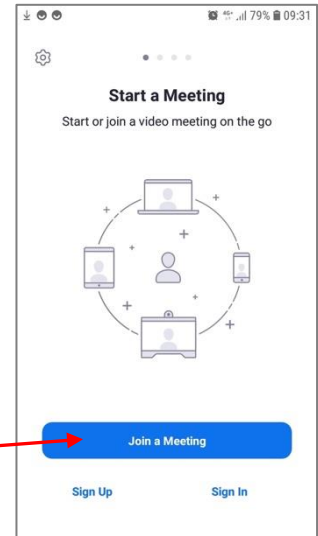 79% 09:31
Start a Meeting
Start or join a video meeting on the go
Join a Meeting
Sign Up Sign In